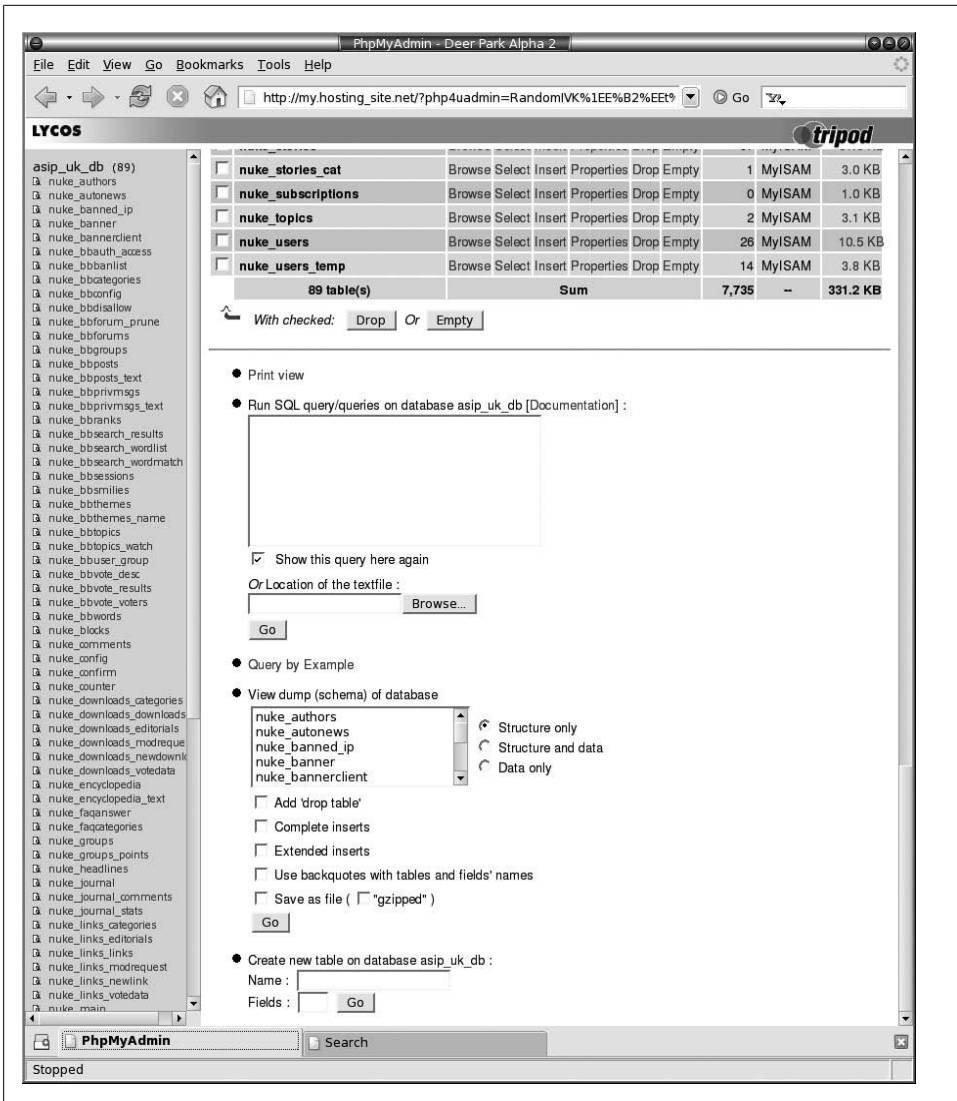 PhpMyAdmin - Deer Park Alpha 2
File Edit View Go Bookmarks Tools Help
http://my.hosting_site.net/?php4uadmin=RandomIVK%1EE%B2%EEt% Go
LYCOS tripod
asip_uk_db (89)
nuke_authors
nuke_autonews
nuke_banned_ip
nuke_banner
nuke_bannerclient
nuke_bbauth_access
nuke_bbbanlist
nuke_bbcategories
nuke_bbconfig
nuke_bbdisallow
nuke_bbforum_prune
nuke_bbforums
nuke_bbgroups
nuke_bbposts
nuke_bbposts_text
nuke_bbprivmsgs
nuke_bbprivmsgs_text
nuke_bbranks
nuke_bbsearch_results
nuke_bbsearch_wordlist
nuke_bbsearch_wordmatch
nuke_bbsessions
nuke_bbsmilies
nuke_bbthemes
nuke_bbthemes_name
nuke_bbtopics
nuke_bbtopics_watch
nuke_bbuser_group
nuke_bbvote_desc
nuke_bbvote_results
nuke_bbvote_voters
nuke_bbwords
nuke_blocks
nuke_comments
nuke_config
nuke_confirm
nuke_counter
nuke_downloads_categories
nuke_downloads_downloads
nuke_downloads_editorials
nuke_downloads_modreque
nuke_downloads_newdownlo
nuke_downloads_votedata
nuke_encyclopedia
nuke_encyclopedia_text
nuke_faqanswer
nuke_faqcategories
nuke_groups
nuke_groups_points
nuke_headlines
nuke_journal
nuke_journal_comments
nuke_journal_stats
nuke_links_categories
nuke_links_editorials
nuke_links_links
nuke_links_modrequest
nuke_links_newlink
nuke_links_votedata
nuke_main
nuke_stories_cat Browse Select Insert Properties Drop Empty 1 MyISAM 3.0 KB
nuke_subscriptions Browse Select Insert Properties Drop Empty 0 MyISAM 1.0 KB
nuke_topics Browse Select Insert Properties Drop Empty 2 MyISAM 3.1 KB
nuke_users Browse Select Insert Properties Drop Empty 26 MyISAM 10.5 KB
nuke_users_temp Browse Select Insert Properties Drop Empty 14 MyISAM 3.8 KB
89 table(s) Sum 7,735 -- 331.2 KB
With checked: Drop Or Empty
Print view
Run SQL query/queries on database asip_uk_db [Documentation] :
Show this query here again
Or Location of the textfile :
Browse...
Go
Query by Example
View dump (schema) of database
nuke_authors
nuke_autonews
nuke_banned_ip
nuke_banner
nuke_bannerclient
Structure only
Structure and data
Data only
Add 'drop table'
Complete inserts
Extended inserts
Use backquotes with tables and fields' names
Save as file ( "gzipped" )
Go
Create new table on database asip_uk_db :
Name :
Fields : Go
PhpMyAdmin Search
Stopped